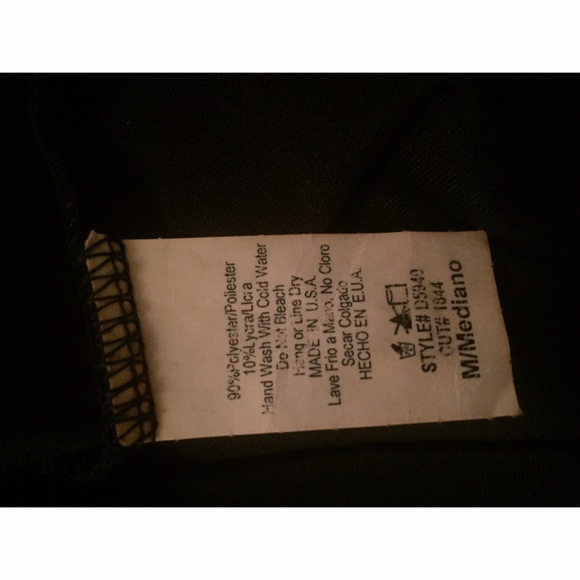 90%Polyester/Poliester
10%Lycra/Licra
Hand Wash With Cold Water
Do Not Bleach
Hang or Line Dry
MADE IN U.S.A.
Lave Frio a Mano. No Cloro
Secar Colgado
HECHO EN E.U.A.
STYLE# D5949
CUT# 1844
M/Mediano